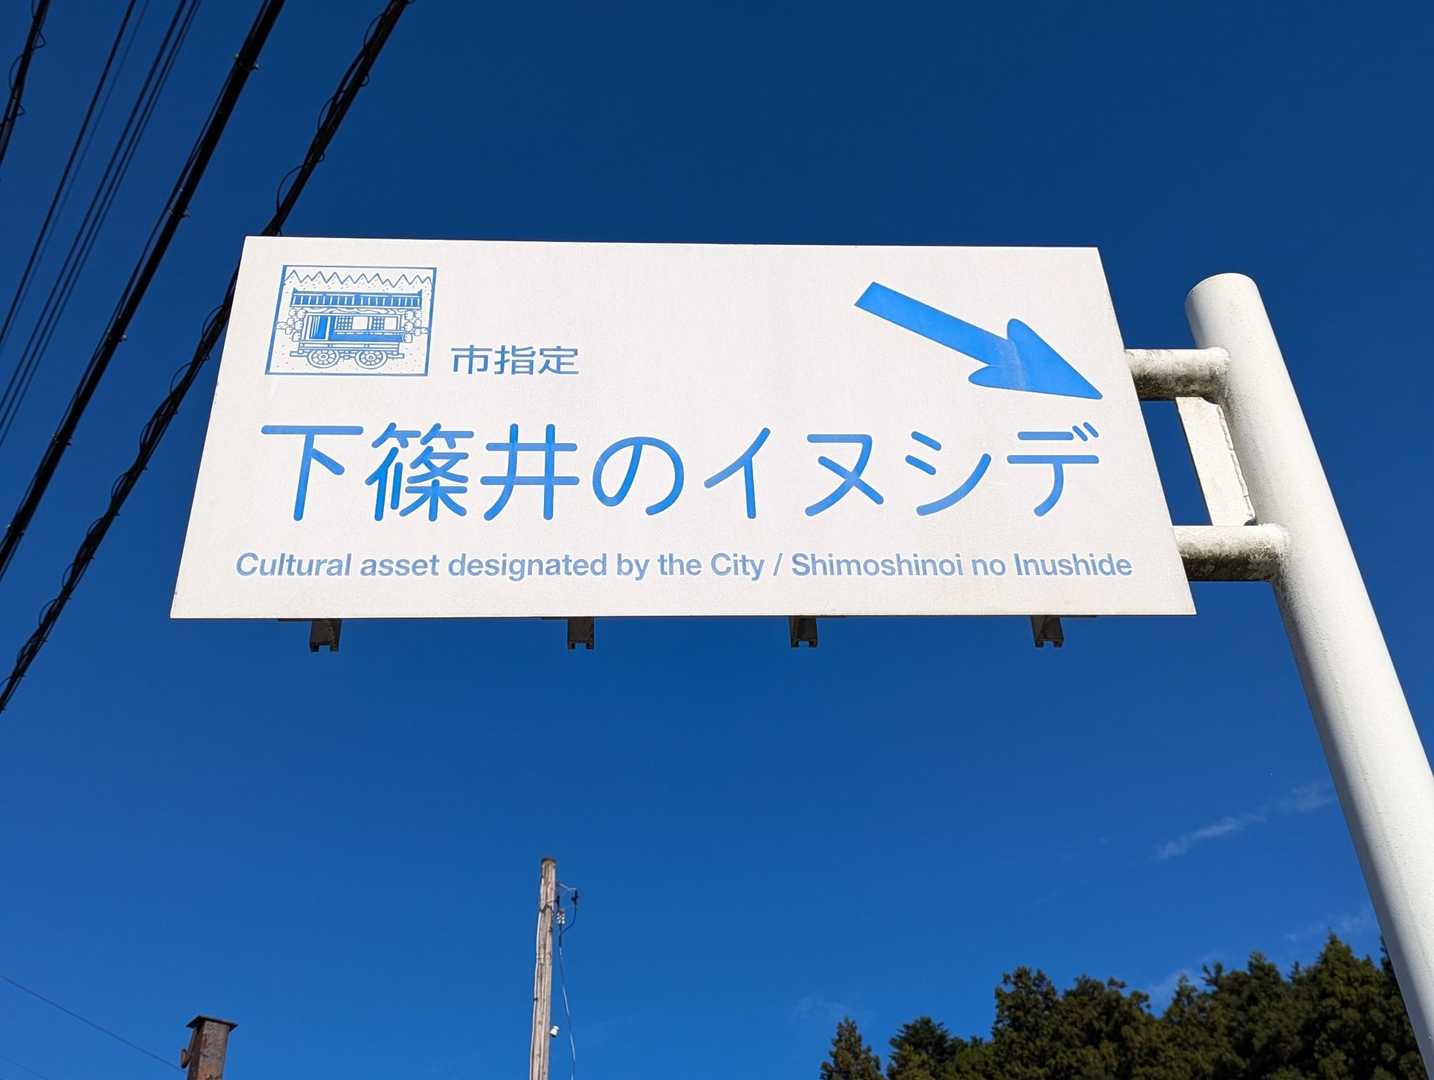 市指定
下篠井のイヌシデ
Cultural asset designated by the City / Shimoshinoi no Inushide